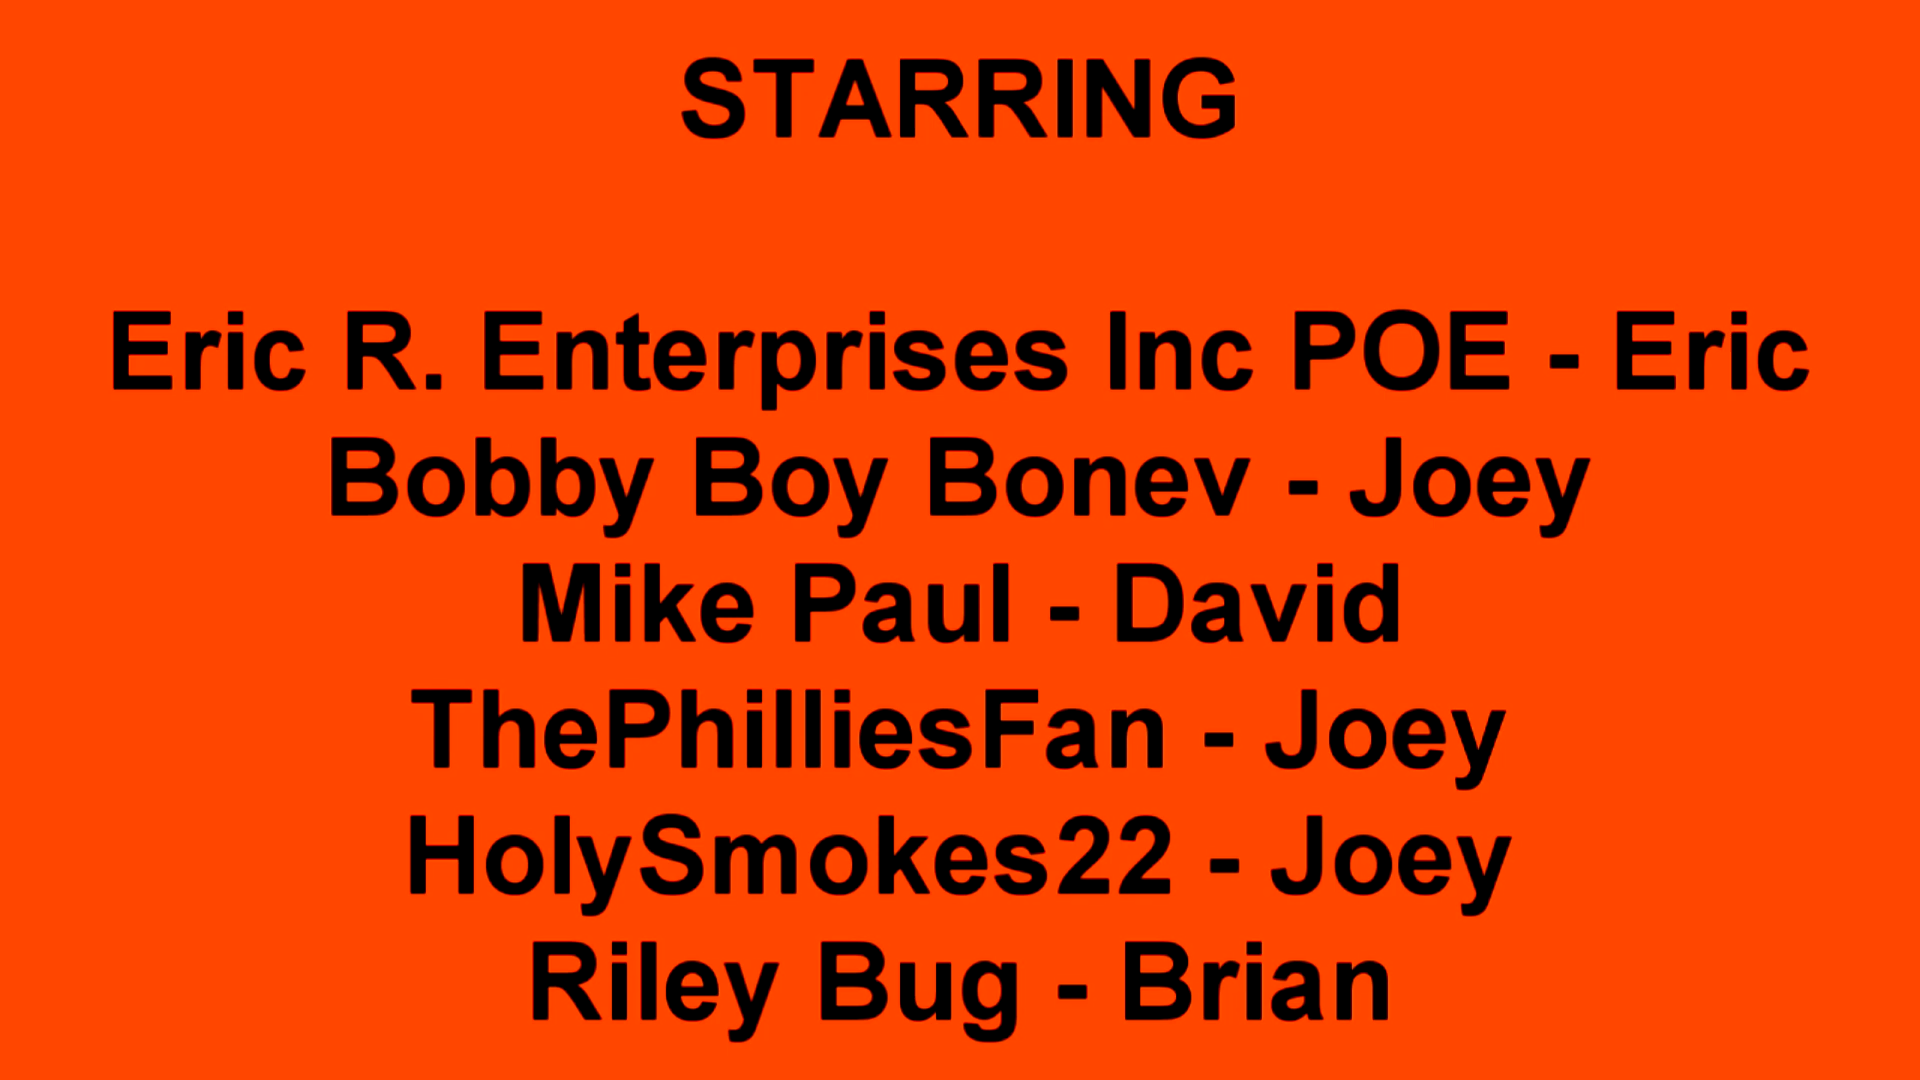 STARRING
Eric R. Enterprises Inc POE - Eric
Bobby Boy Bonev - Joey
Mike Paul - David
ThePhilliesFan - Joey
HolySmokes22 - Joey
Riley Bug - Brian